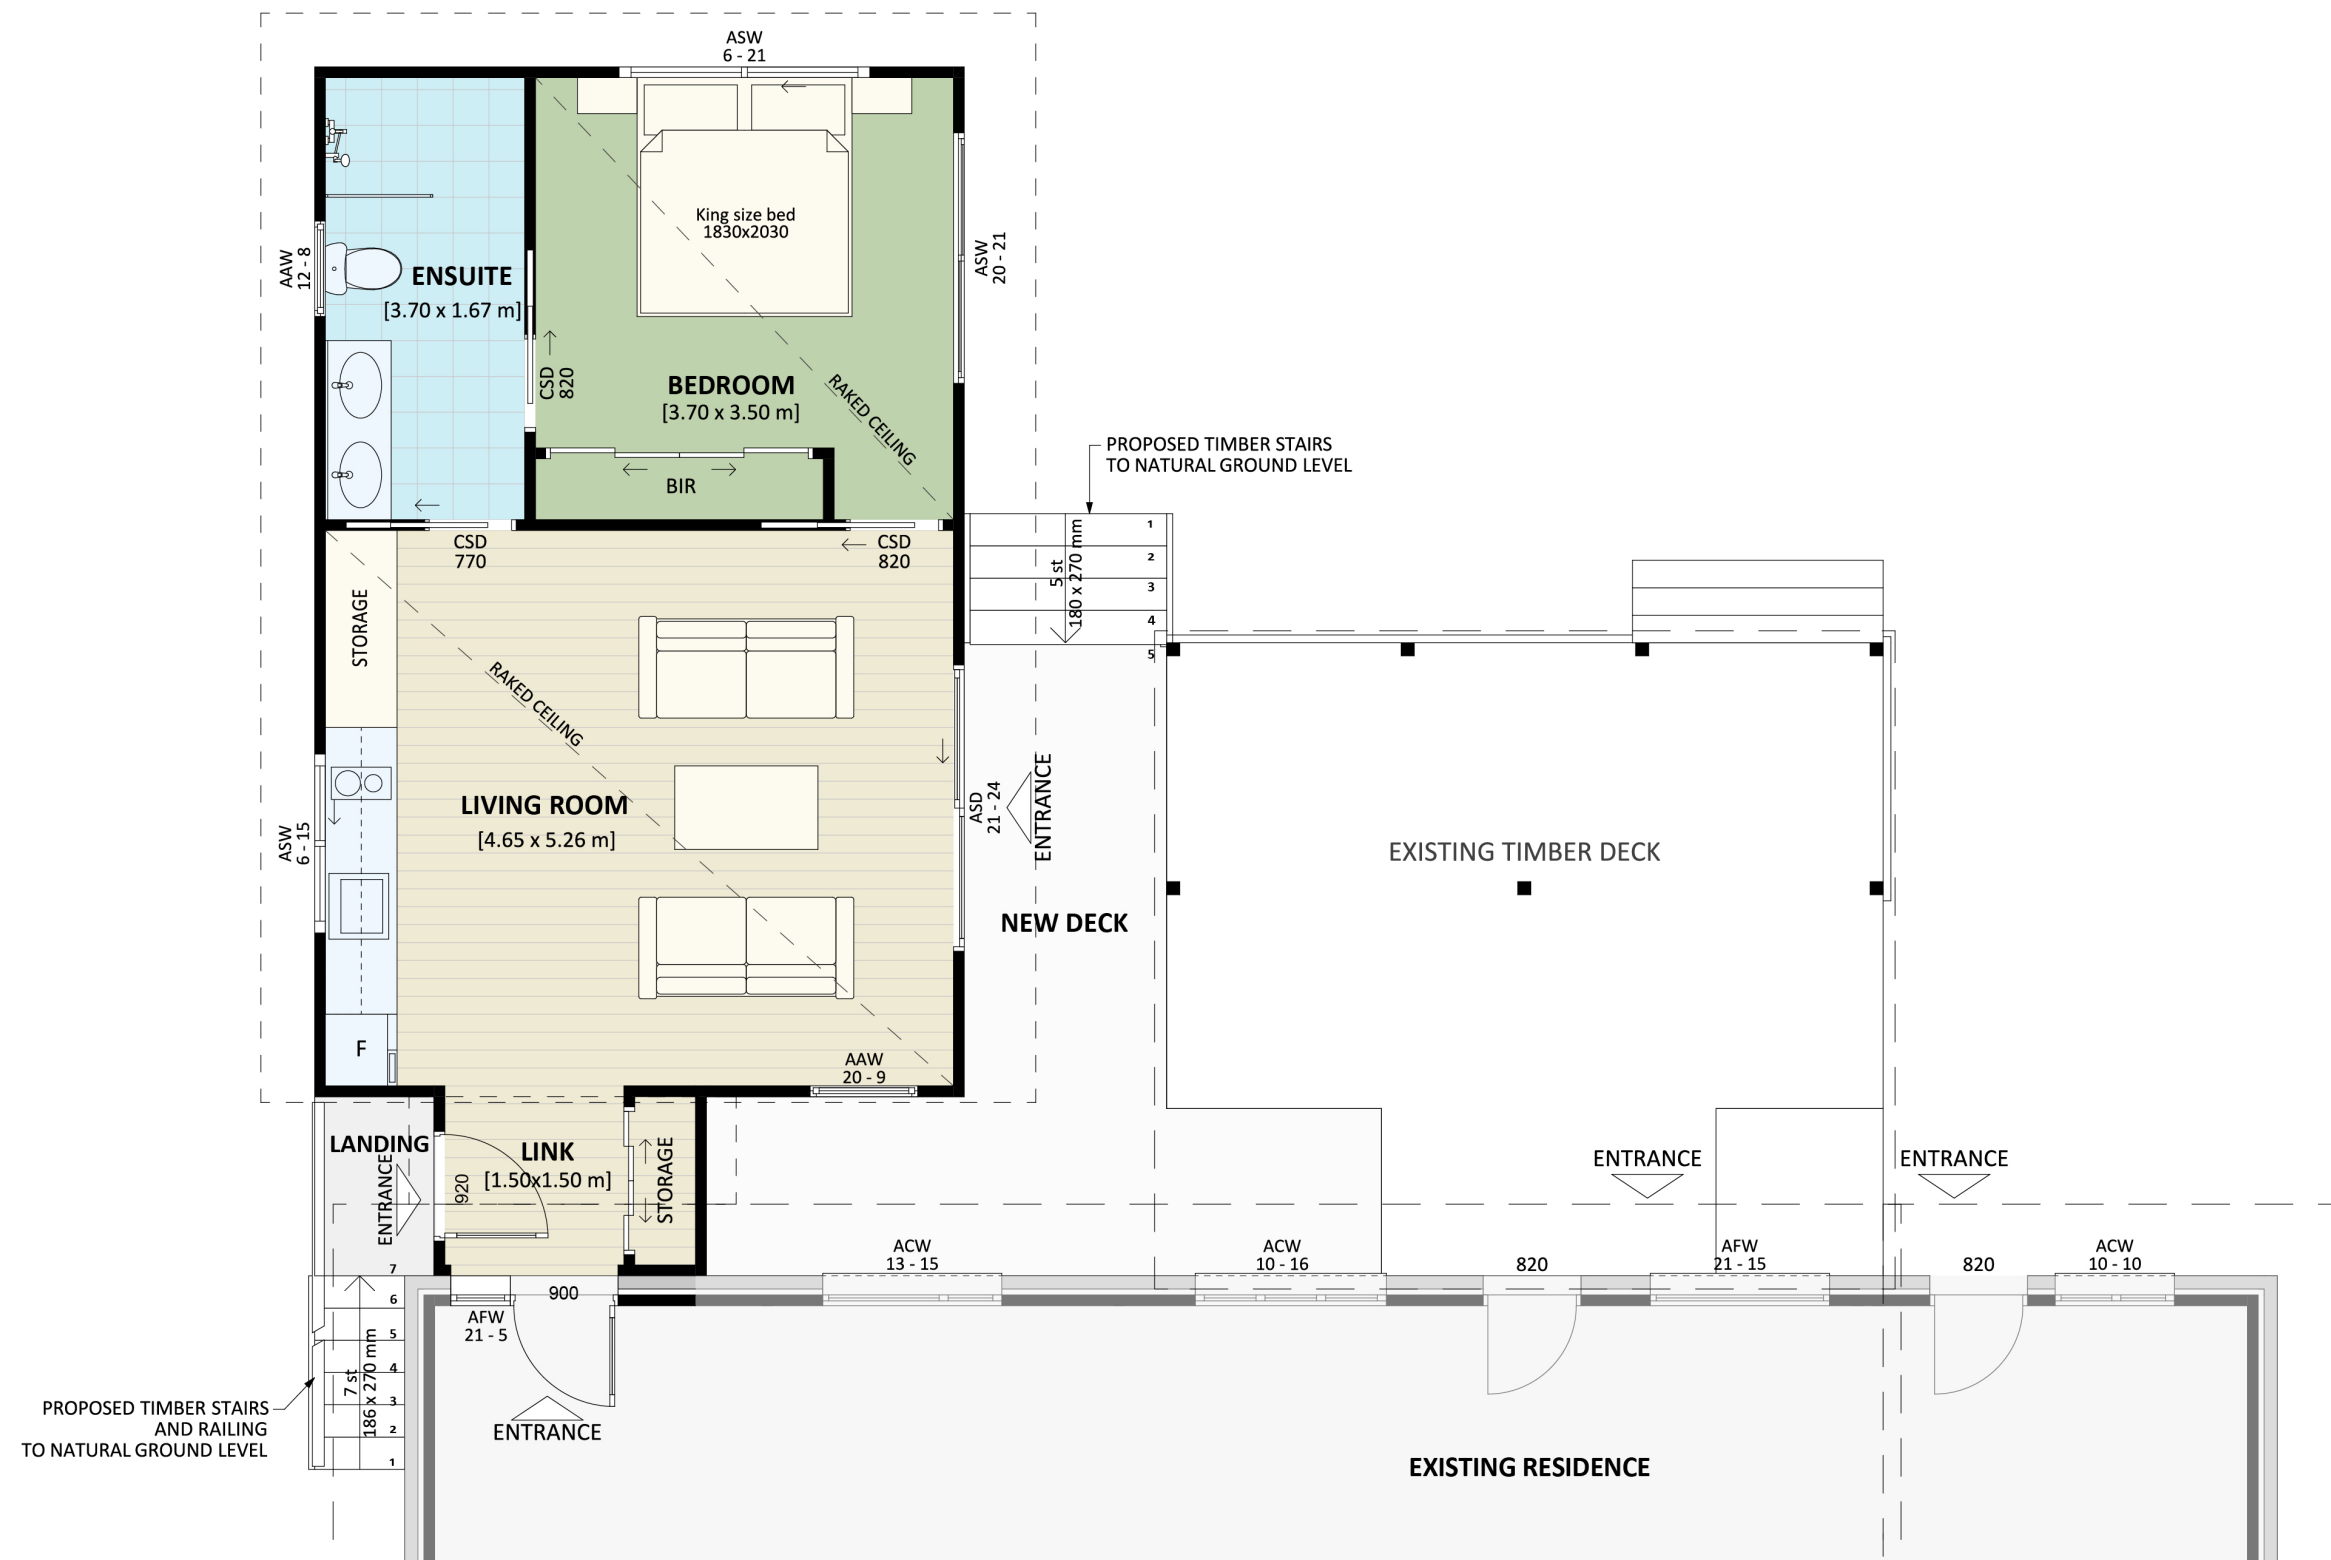 ASW
6 - 21
King size bed
1830x2030
AAW
12 - 8
ENSUITE
[3.70 x 1.67 m]
ASW
20 - 21
CSD
820
BEDROOM
[3.70 x 3.50 m]
RAKED CEILING
BIR
PROPOSED TIMBER STAIRS
TO NATURAL GROUND LEVEL
CSD
770
CSD
820
5 st
180 x 270 mm
1
2
3
4
5
STORAGE
RAKED CEILING
LIVING ROOM
[4.65 x 5.26 m]
ASW
6 - 15
ASD
21 - 24
ENTRANCE
EXISTING TIMBER DECK
NEW DECK
F
AAW
20 - 9
LANDING
ENTRANCE
920
LINK
[1.50x1.50 m]
STORAGE
ENTRANCE
ENTRANCE
ACW
13 - 15
ACW
10 - 16
820
AFW
21 - 15
820
ACW
10 - 10
900
AFW
21 - 5
7
6
5
4
3
2
1
7 st
186 x 270 mm
PROPOSED TIMBER STAIRS
AND RAILING
TO NATURAL GROUND LEVEL
ENTRANCE
EXISTING RESIDENCE